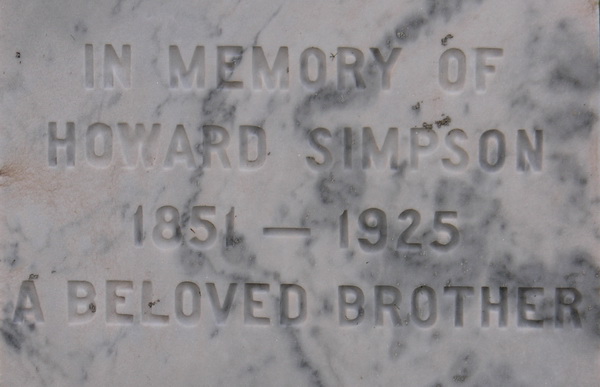 IN MEMORY OF
HOWARD SIMPSON
1851 — 1925
A BELOVED BROTHER